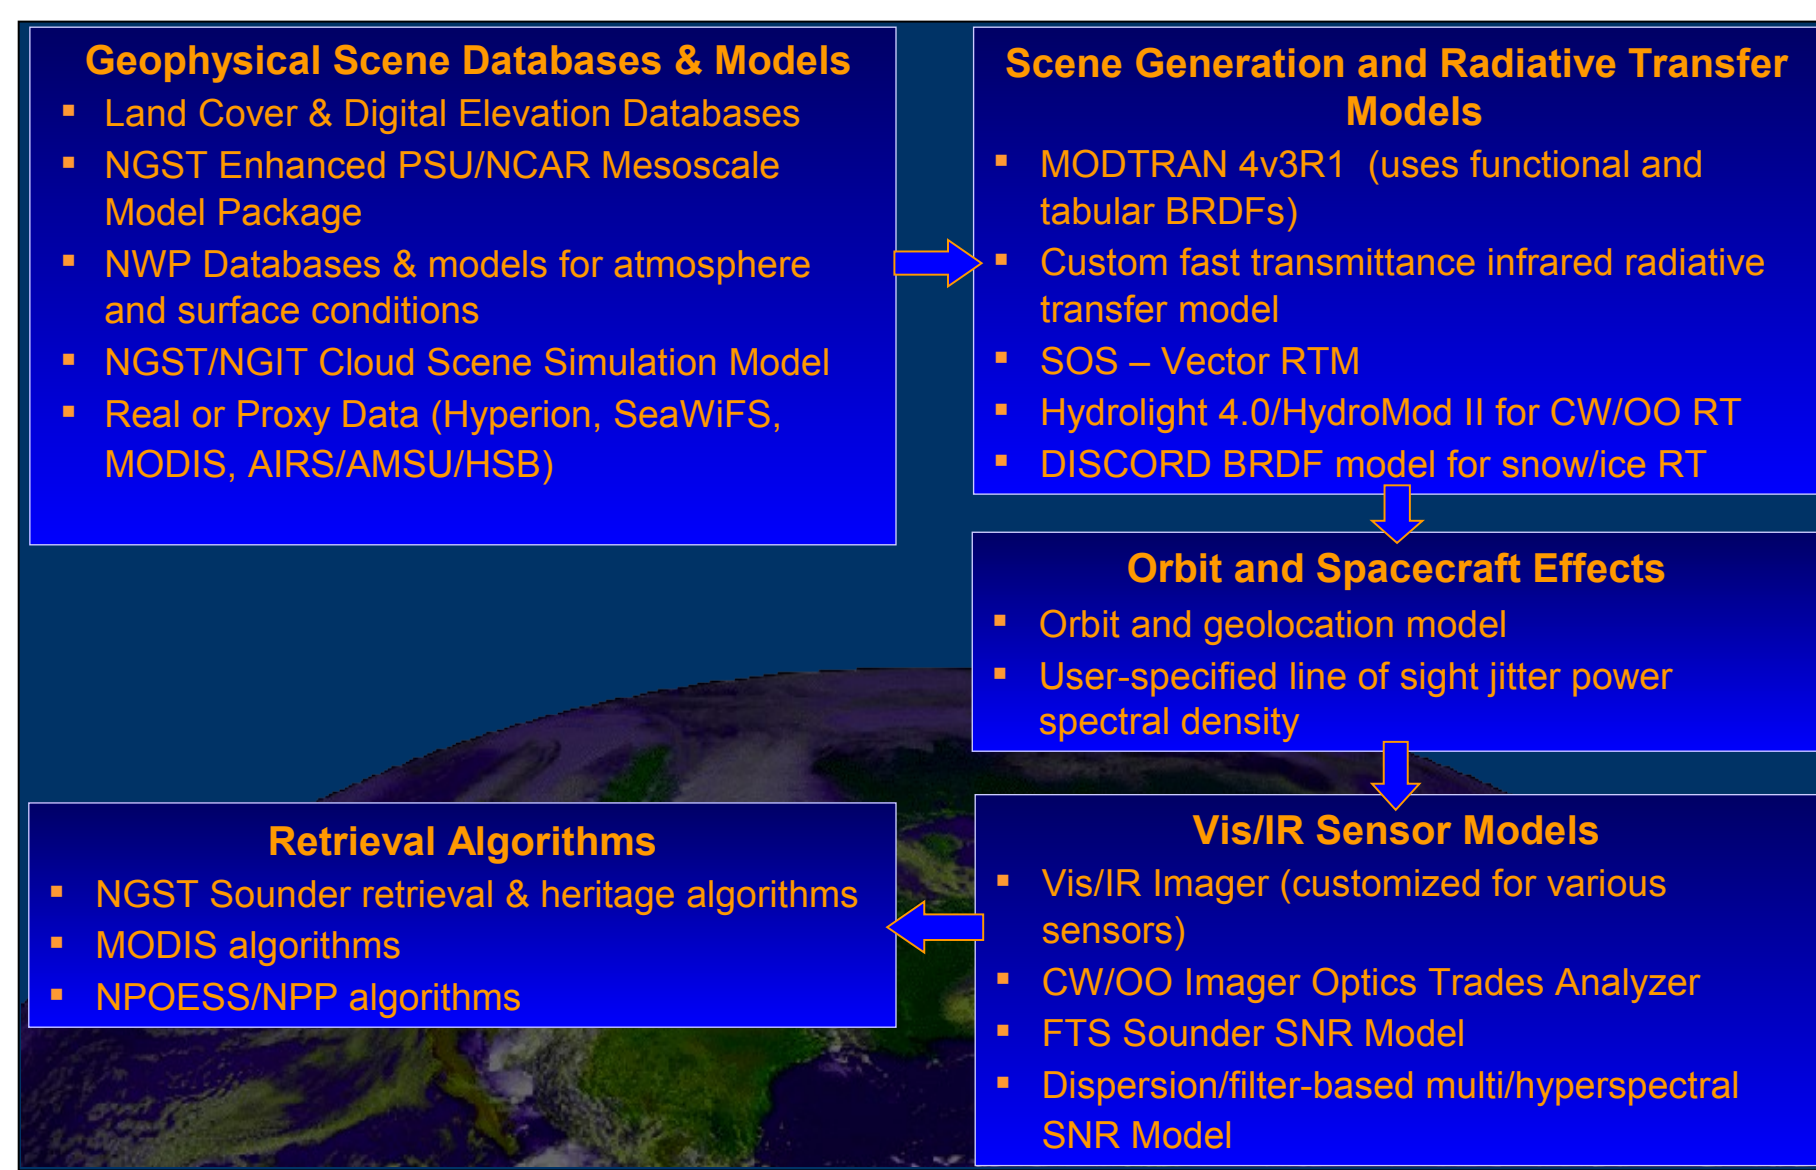 Geophysical Scene Databases & Models
▪ Land Cover & Digital Elevation Databases
▪ NGST Enhanced PSU/NCAR Mesoscale
Model Package
▪ NWP Databases & models for atmosphere
and surface conditions
▪ NGST/NGIT Cloud Scene Simulation Model
▪ Real or Proxy Data (Hyperion, SeaWiFS,
MODIS, AIRS/AMSU/HSB)
Scene Generation and Radiative Transfer
Models
▪ MODTRAN 4v3R1 (uses functional and
tabular BRDFs)
▪ Custom fast transmittance infrared radiative
transfer model
▪ SOS – Vector RTM
▪ Hydrolight 4.0/HydroMod II for CW/OO RT
▪ DISCORD BRDF model for snow/ice RT
Orbit and Spacecraft Effects
▪ Orbit and geolocation model
▪ User-specified line of sight jitter power
spectral density
Vis/IR Sensor Models
▪ Vis/IR Imager (customized for various
sensors)
▪ CW/OO Imager Optics Trades Analyzer
▪ FTS Sounder SNR Model
▪ Dispersion/filter-based multi/hyperspectral
SNR Model
Retrieval Algorithms
▪ NGST Sounder retrieval & heritage algorithms
▪ MODIS algorithms
▪ NPOESS/NPP algorithms